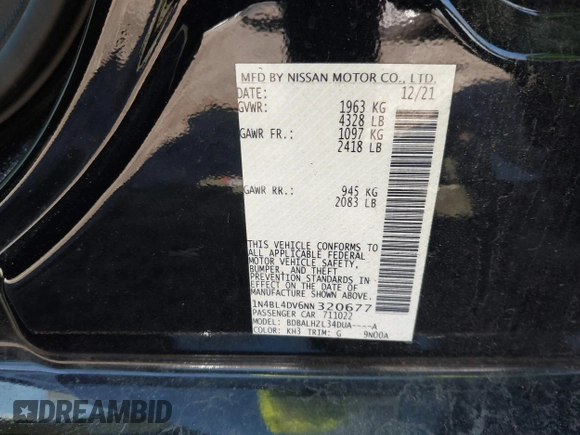 MFD BY NISSAN MOTOR CO., LTD.
DATE: 12/21
GVWR: 1963 KG
4328 LB
GAWR FR.: 1097 KG
2418 LB
GAWR RR.: 945 KG
2083 LB
THIS VEHICLE CONFORMS TO
ALL APPLICABLE FEDERAL
MOTOR VEHICLE SAFETY,
BUMPER, AND THEFT
PREVENTION STANDARDS IN
EFFECT ON THE DATE OF
MANUFACTURE SHOWN ABOVE.
1N4BL4DV6NN320677
PASSENGER CAR 711022
MODEL: BDBALHZL34DUA----A
COLOR: KH3 TRIM: G 9N00A
DREAMBID